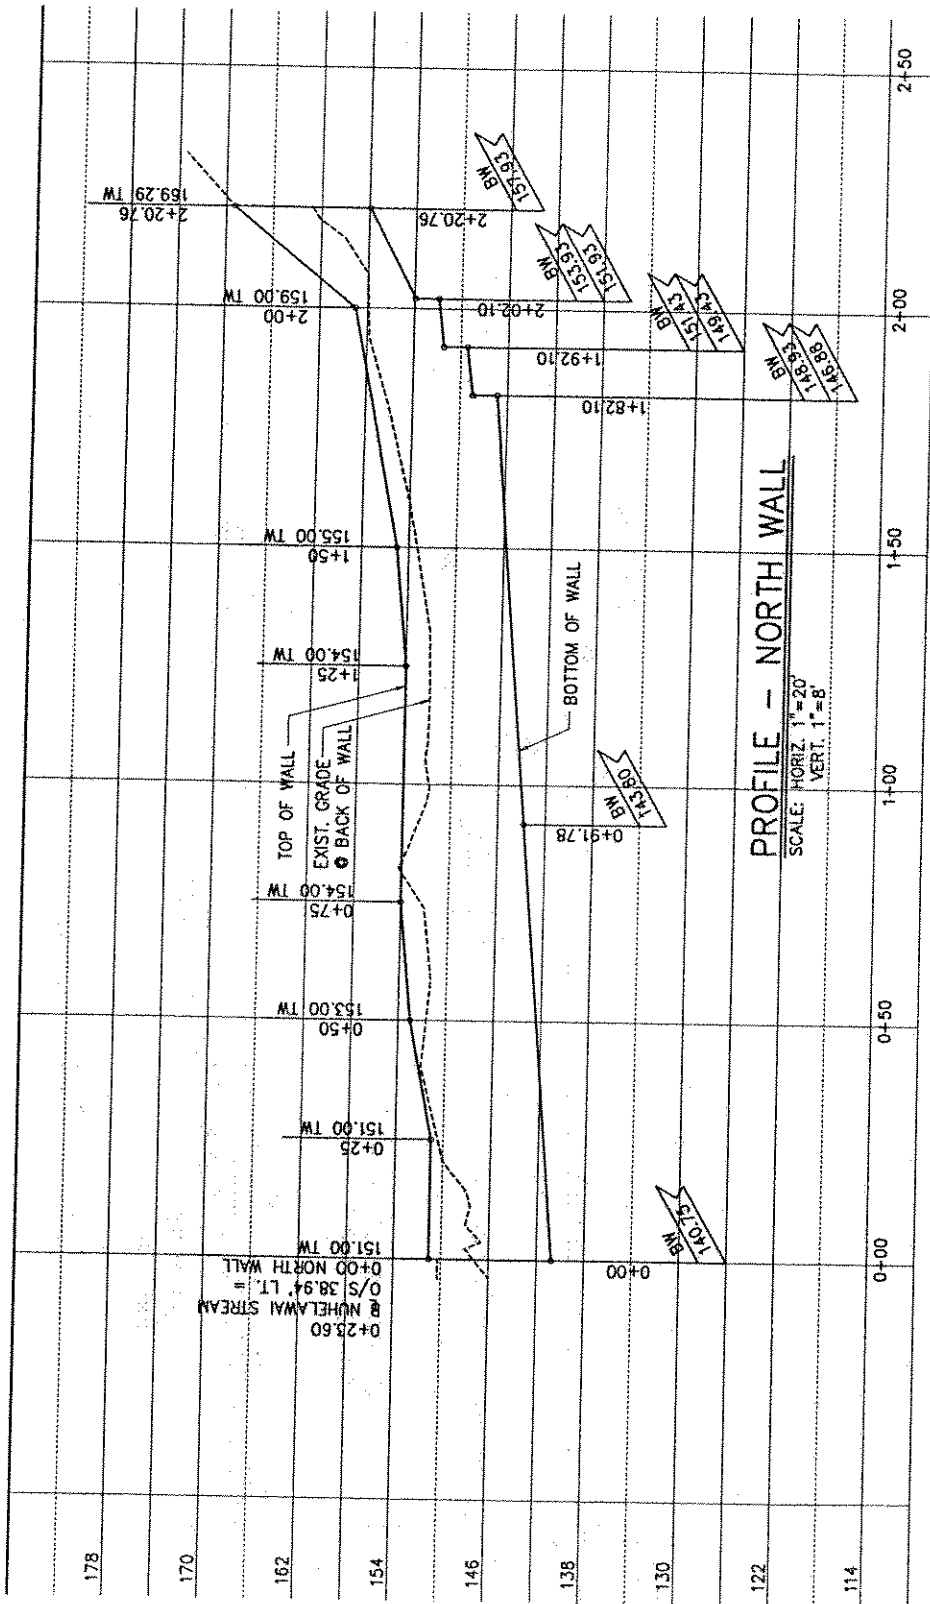 0+23.60
NUHELAWAI STREAM
O/S 38.94' LT. =
0+00 NORTH WALL
151.00 TW
0+25
151.00 TW
0+50
153.00 TW
0+75
154.00 TW
1+25
154.00 TW
1+50
155.00 TW
2+00
159.00 TW
2+20.76
169.29 TW
TOP OF WALL
EXIST. GRADE
@ BACK OF WALL
BOTTOM OF WALL
0+00
BW
140.75
0+91.78
BW
143.60
1+82.10
BW
148.93
146.88
1+92.10
BW
2+02.10
BW
153.93
151.93
2+20.76
BW
157.93
178
170
162
154
146
138
130
122
114
0+00
0+50
1+00
1+50
2+00
2+50
PROFILE – NORTH WALL
SCALE: HORIZ. 1"=20'
VERT. 1"=8'